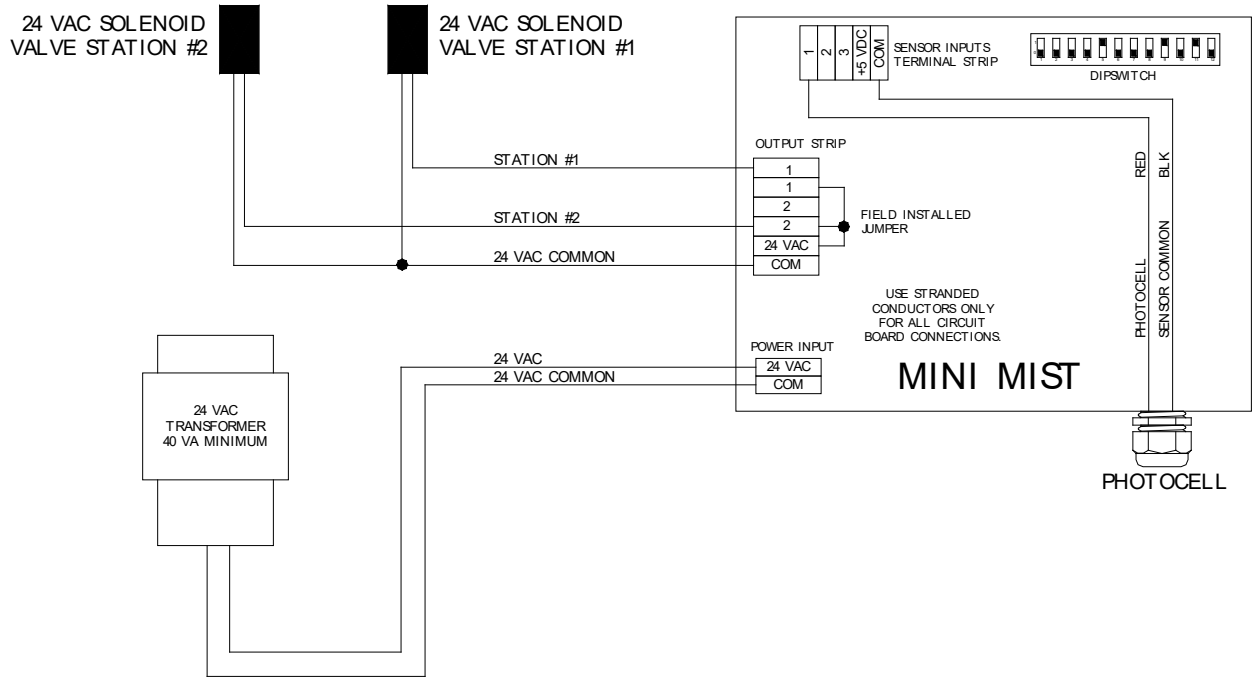 24 VAC SOLENOID
VALVE STATION #2
24 VAC SOLENOID
VALVE STATION #1
1
2
3
+5 VDC
COM
SENSOR INPUTS
TERMINAL STRIP
DIPSWITCH
OUTPUT STRIP
STATION #1
1
1
2
STATION #2
2
24 VAC
24 VAC COMMON
COM
FIELD INSTALLED
JUMPER
RED
BLK
PHOTOCELL
SENSOR COMMON
USE STRANDED
CONDUCTORS ONLY
FOR ALL CIRCUIT
BOARD CONNECTIONS.
POWER INPUT
24 VAC
24 VAC
24 VAC COMMON
COM
MINI MIST
24 VAC
TRANSFORMER
40 VA MINIMUM
PHOTOCELL